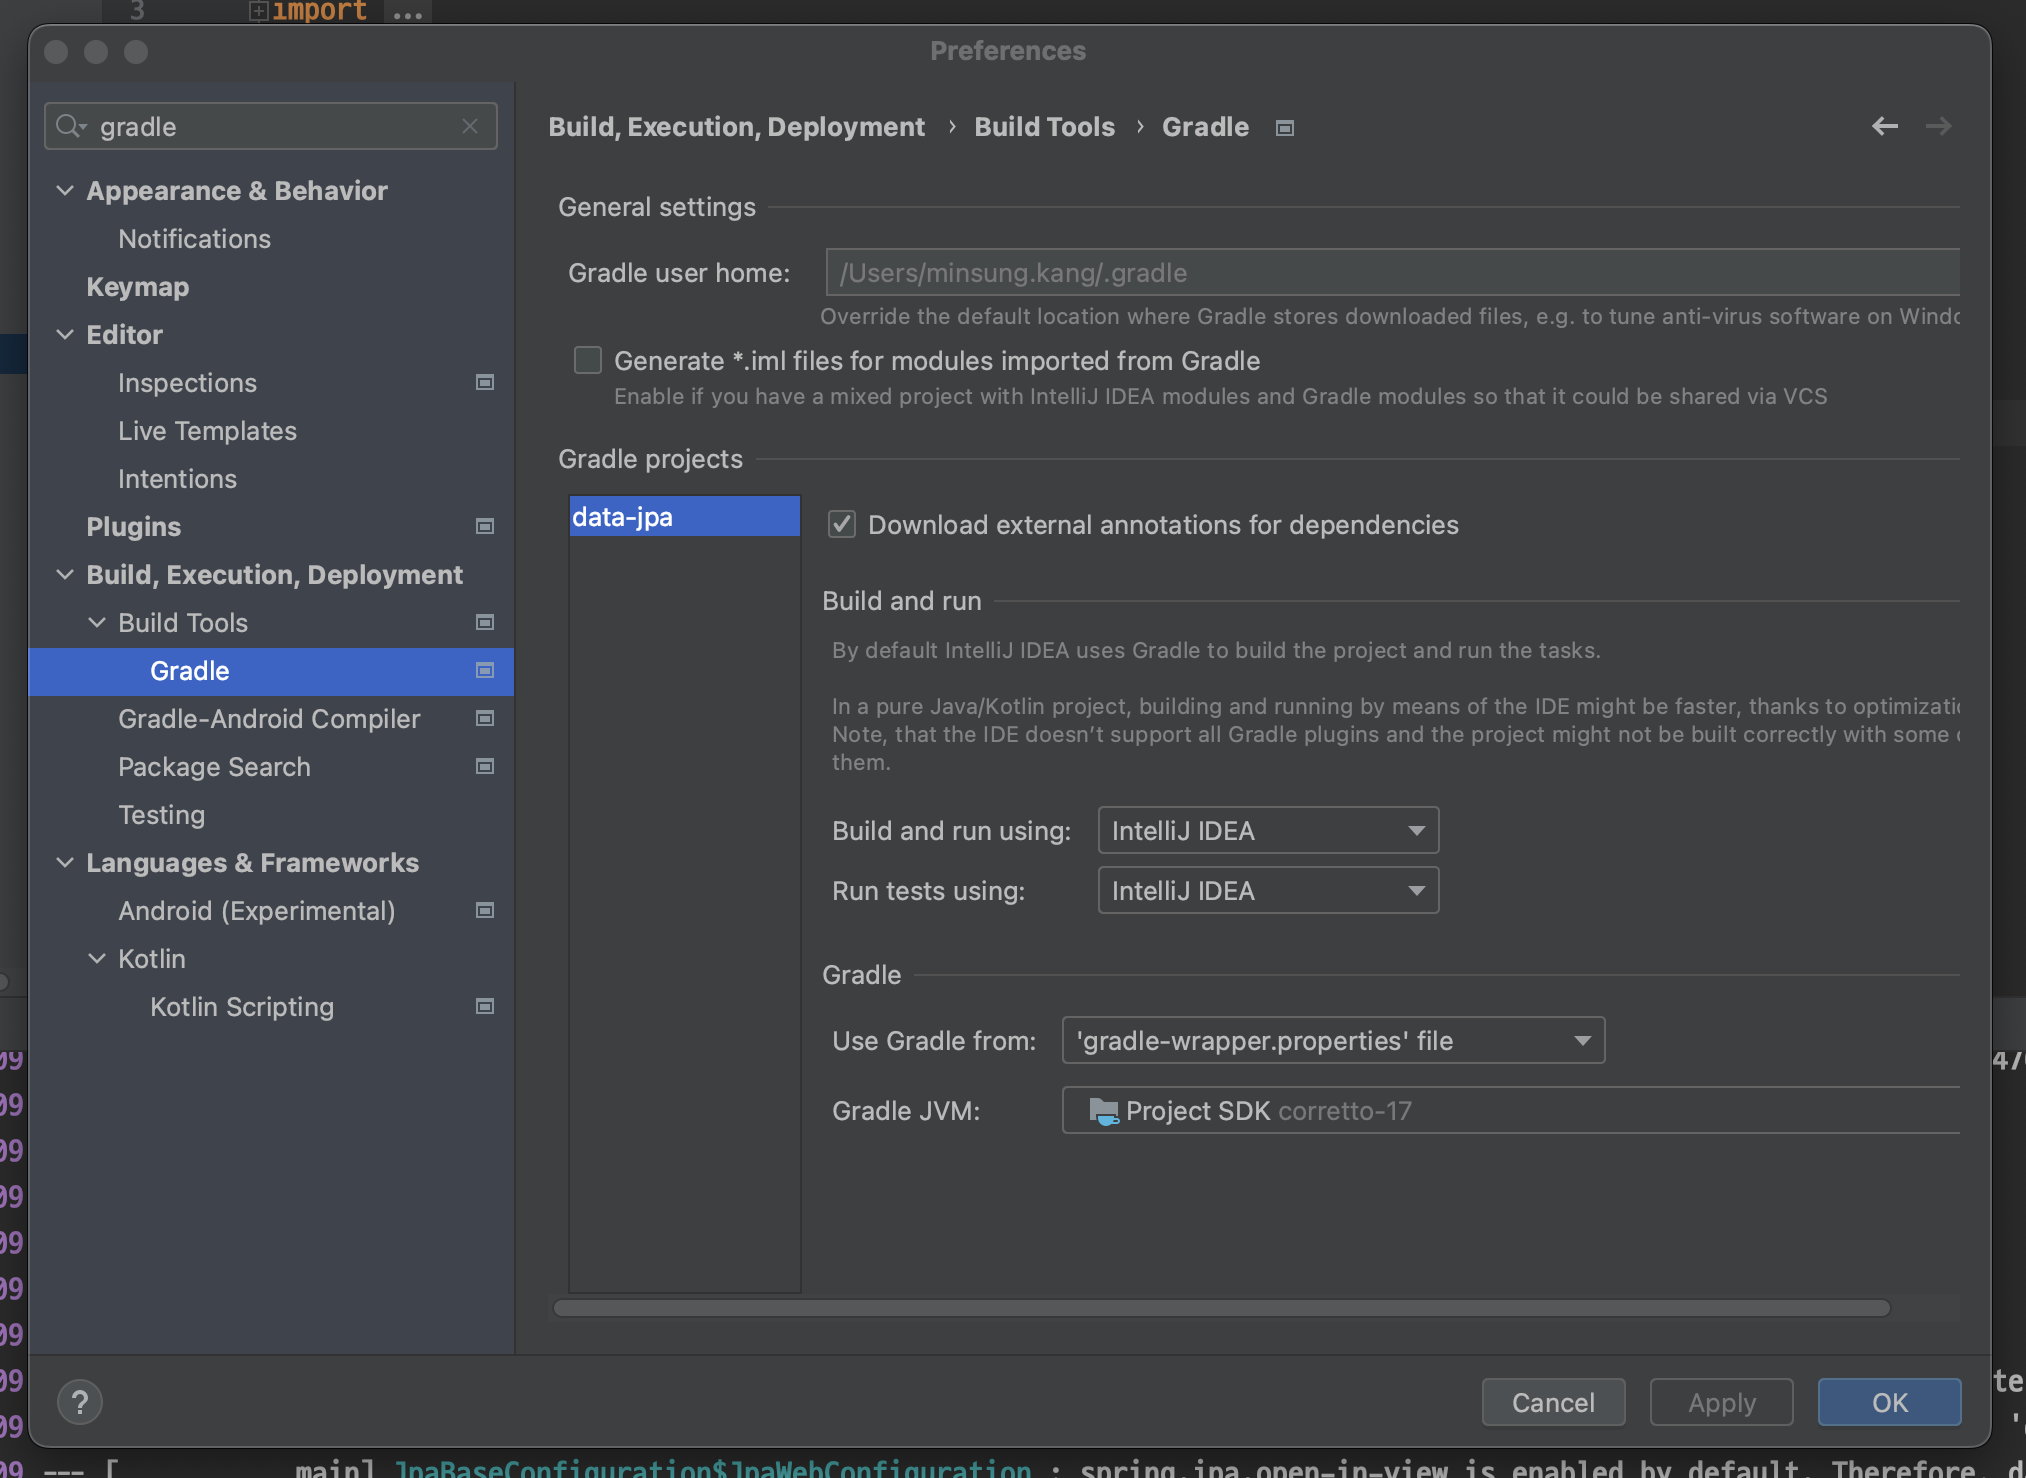 3 import ...
Preferences
gradle
Appearance & Behavior
Notifications
Keymap
Editor
Inspections
Live Templates
Intentions
Plugins
Build, Execution, Deployment
Build Tools
Gradle
Gradle-Android Compiler
Package Search
Testing
Languages & Frameworks
Android (Experimental)
Kotlin
Kotlin Scripting
Build, Execution, Deployment › Build Tools › Gradle
General settings
Gradle user home: /Users/minsung.kang/.gradle
Override the default location where Gradle stores downloaded files, e.g. to tune anti-virus software on
Generate *.iml files for modules imported from Gradle
Enable if you have a mixed project with IntelliJ IDEA modules and Gradle modules so that it could be shared via VCS
Gradle projects
data-jpa
Download external annotations for dependencies
Build and run
By default IntelliJ IDEA uses Gradle to build the project and run the tasks.
In a pure Java/Kotlin project, building and running by means of the IDE might be faster, thanks to
Note, that the IDE doesn't support all Gradle plugins and the project might not be built correctly with some
them.
Build and run using: IntelliJ IDEA
Run tests using: IntelliJ IDEA
Gradle
Use Gradle from: 'gradle-wrapper.properties' file
Gradle JVM: Project SDK corretto-17
? Cancel Apply OK
09
09
09
09
09
09
09
09
09
09 --- [ main] JpaBaseConfiguration$JpaWebConfiguration : spring.jpa.open-in-view is enabled by default. Therefore, d